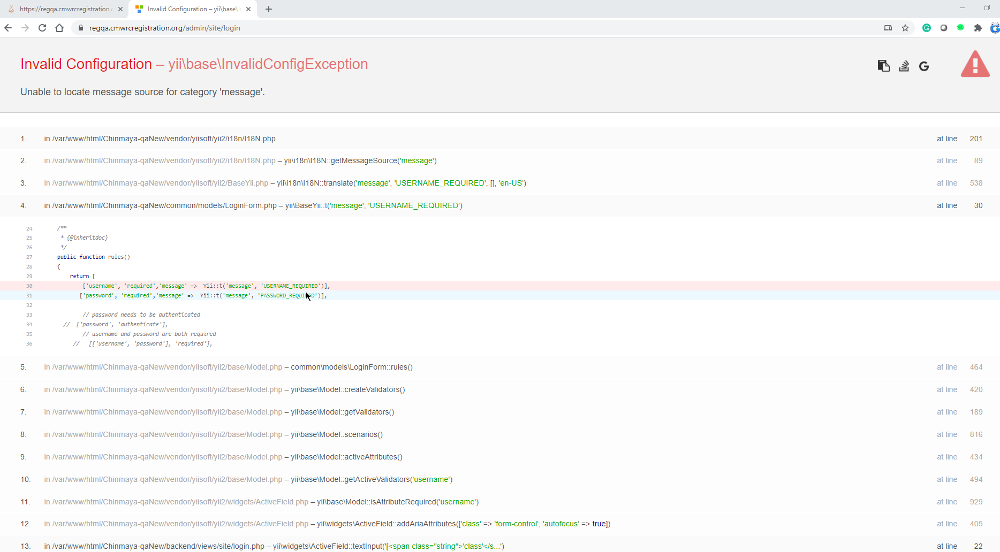 https://regqa.cmwrcregistration.c
Invalid Configuration – yii\base\I
regqa.cmwrcregistration.org/admin/site/login
Invalid Configuration – yii\base\InvalidConfigException
Unable to locate message source for category 'message'.
1. in /var/www/html/Chinmaya-qaNew/vendor/yiisoft/yii2/i18n/I18N.php at line 201
2. in /var/www/html/Chinmaya-qaNew/vendor/yiisoft/yii2/i18n/I18N.php – yii\i18n\I18N::getMessageSource('message') at line 89
3. in /var/www/html/Chinmaya-qaNew/vendor/yiisoft/yii2/BaseYii.php – yii\i18n\I18N::translate('message', 'USERNAME_REQUIRED', [], 'en-US') at line 538
4. in /var/www/html/Chinmaya-qaNew/common/models/LoginForm.php – yii\BaseYii::t('message', 'USERNAME_REQUIRED') at line 30
24 /**
25 * {@inheritdoc}
26 */
27 public function rules()
28 {
29 return [
30 ['username', 'required','message' => Yii::t('message', 'USERNAME_REQUIRED')],
31 ['password', 'required','message' => Yii::t('message', 'PASSWORD_REQUIRED')],
32
33 // password needs to be authenticated
34 // ['password', 'authenticate'],
35 // username and password are both required
36 // [['username', 'password'], 'required'],
5. in /var/www/html/Chinmaya-qaNew/vendor/yiisoft/yii2/base/Model.php – common\models\LoginForm::rules() at line 464
6. in /var/www/html/Chinmaya-qaNew/vendor/yiisoft/yii2/base/Model.php – yii\base\Model::createValidators() at line 420
7. in /var/www/html/Chinmaya-qaNew/vendor/yiisoft/yii2/base/Model.php – yii\base\Model::getValidators() at line 189
8. in /var/www/html/Chinmaya-qaNew/vendor/yiisoft/yii2/base/Model.php – yii\base\Model::scenarios() at line 816
9. in /var/www/html/Chinmaya-qaNew/vendor/yiisoft/yii2/base/Model.php – yii\base\Model::activeAttributes() at line 434
10. in /var/www/html/Chinmaya-qaNew/vendor/yiisoft/yii2/base/Model.php – yii\base\Model::getActiveValidators('username') at line 494
11. in /var/www/html/Chinmaya-qaNew/vendor/yiisoft/yii2/widgets/ActiveField.php – yii\base\Model::isAttributeRequired('username') at line 929
12. in /var/www/html/Chinmaya-qaNew/vendor/yiisoft/yii2/widgets/ActiveField.php – yii\widgets\ActiveField::addAriaAttributes(['class' => 'form-control', 'autofocus' => true]) at line 405
13. in /var/www/html/Chinmaya-qaNew/backend/views/site/login.php – yii\widgets\ActiveField::textInput('[<span class="string">'class'</s...') at line 22